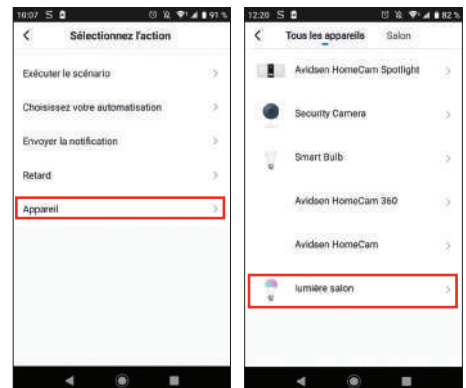 10:07 S 91 %
Sélectionnez l'action
Exécuter le scénario
Choisissez votre automatisation
Envoyer la notification
Retard
Appareil
12:20 S 82 %
Tous les appareils Salon
Avidsen HomeCam Spotlight
Security Camera
Smart Bulb
Avidsen HomeCam 360
Avidsen HomeCam
lumière salon